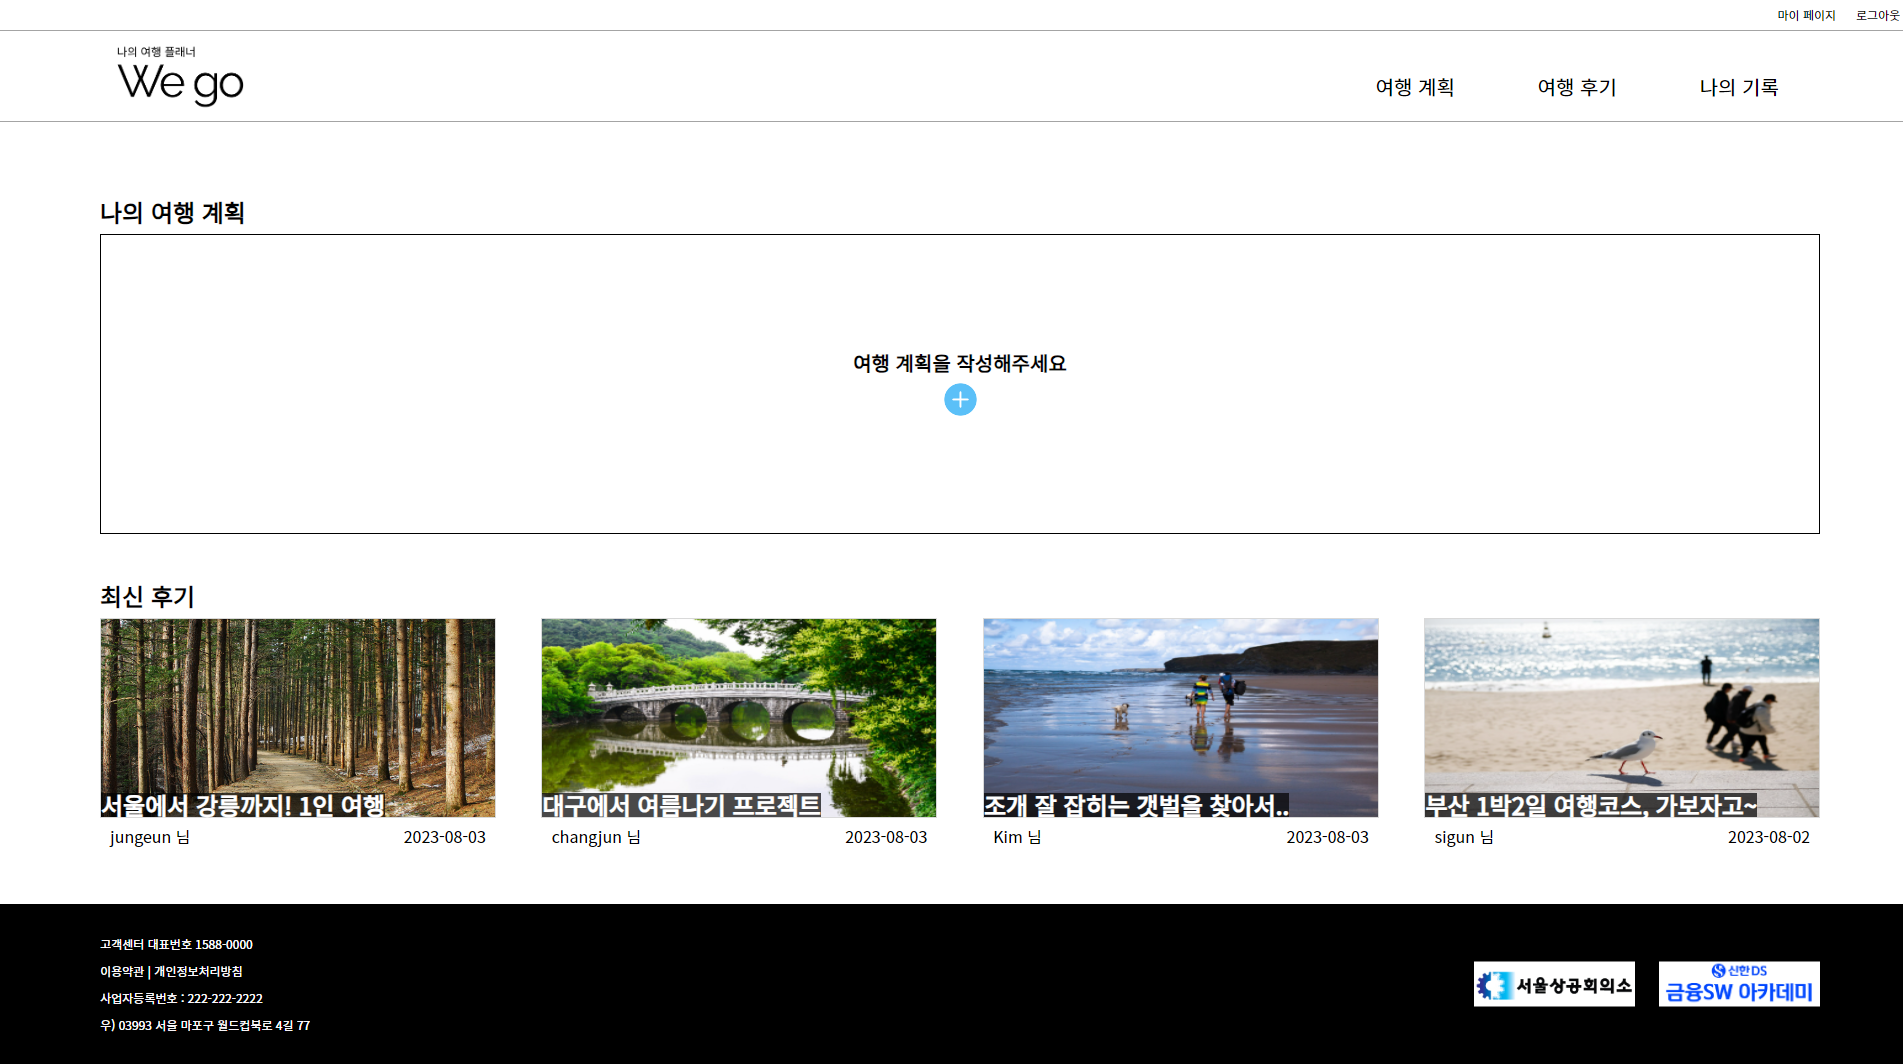 마이 페이지
로그아웃
나의 여행 플래너
We go
여행 계획
여행 후기
나의 기록
나의 여행 계획
여행 계획을 작성해주세요
최신 후기
서울에서 강릉까지! 1인 여행
jungeun 님
2023-08-03
대구에서 여름나기 프로젝트
changjun 님
2023-08-03
조개 잘 잡히는 갯벌을 찾아서..
Kim 님
2023-08-03
부산 1박2일 여행코스, 가보자고~
sigun 님
2023-08-02
고객센터 대표번호 1588-0000
이용약관 | 개인정보처리방침
사업자등록번호 : 222-222-2222
우) 03993 서울 마포구 월드컵북로 4길 77
서울상공회의소
신한DS
금융SW 아카데미